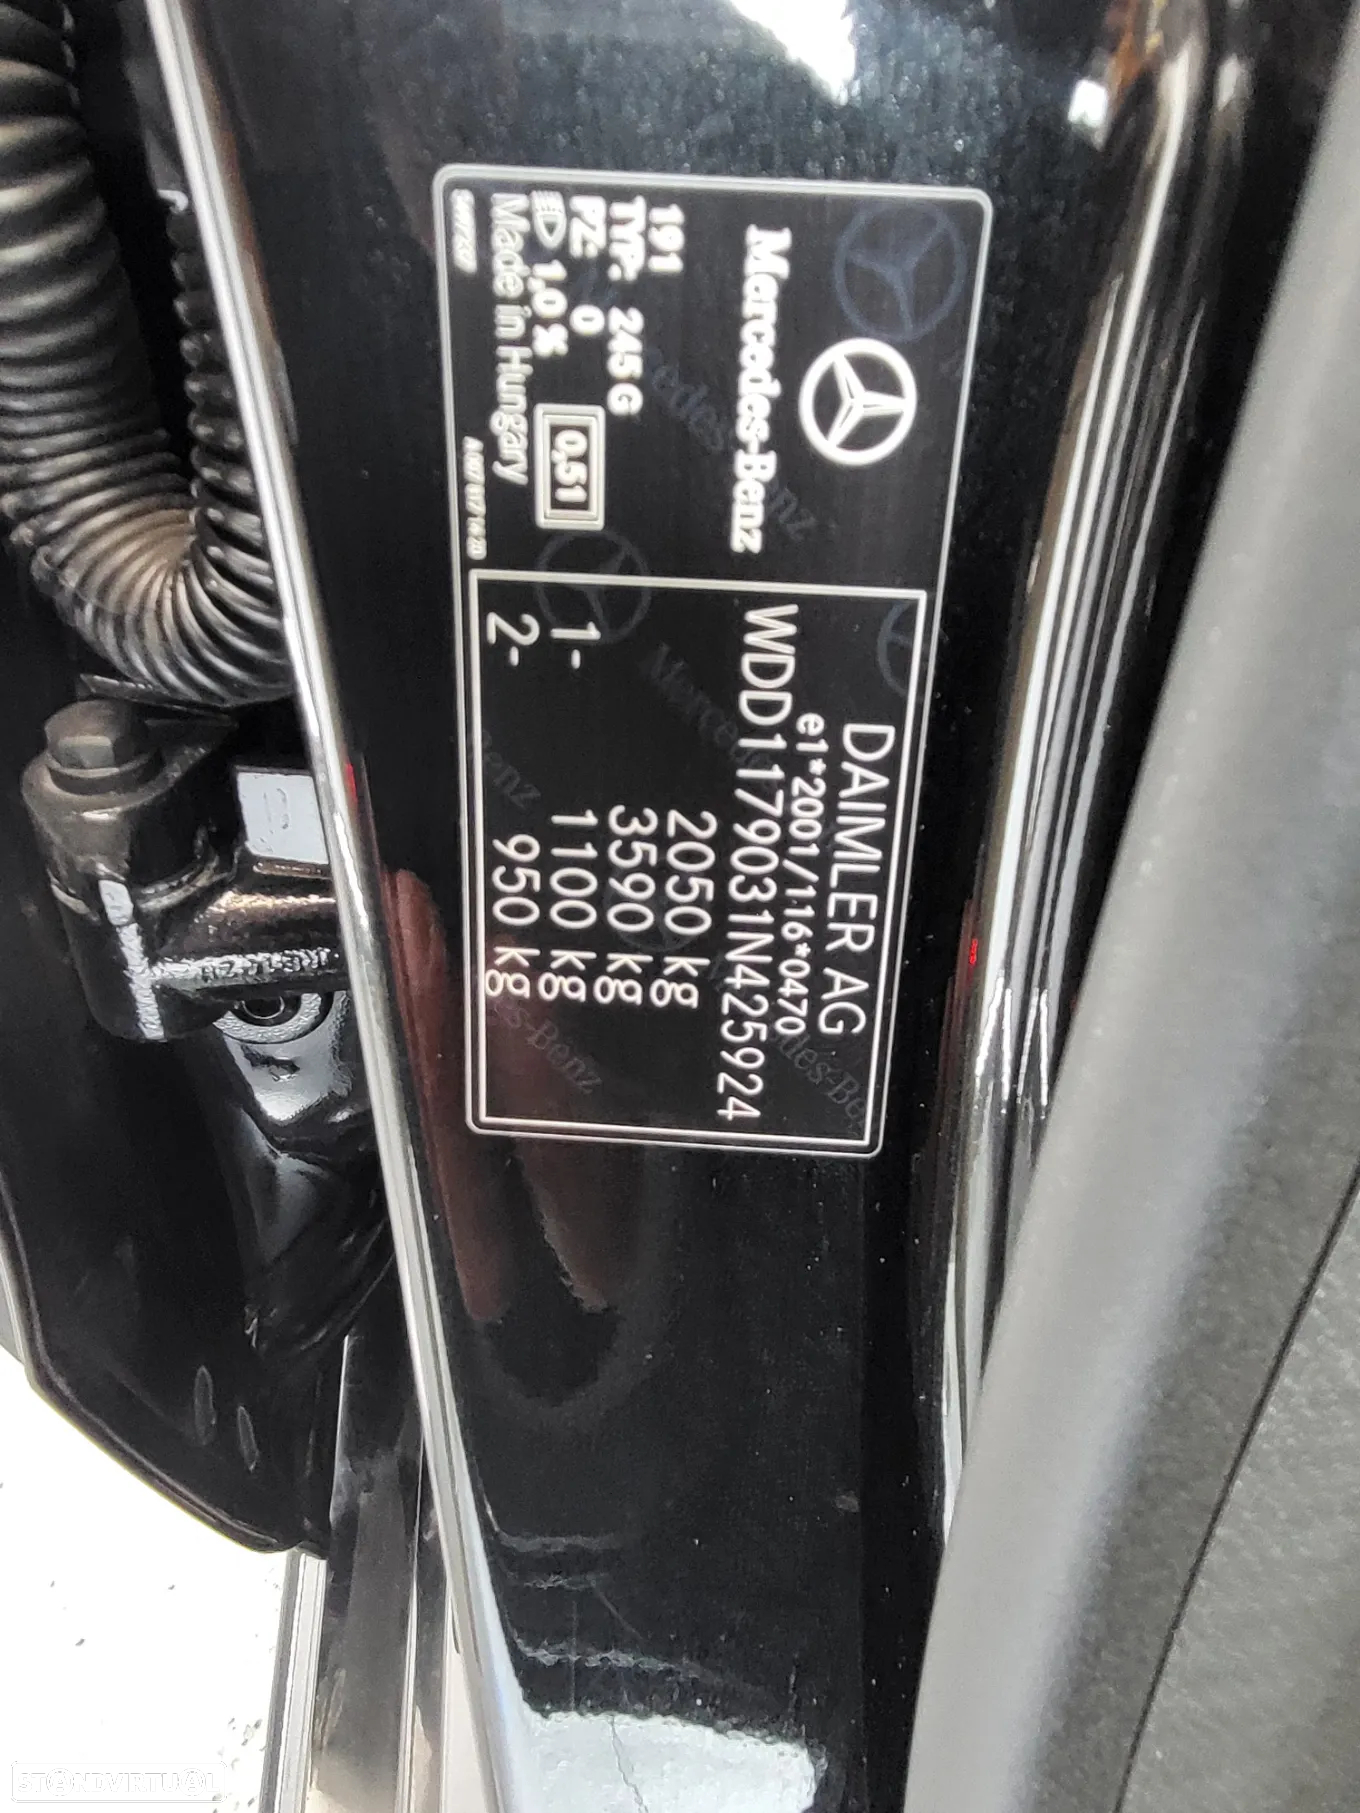 Mercedes-Benz
191
TYP: 245 G
PZ: 0
1,0 %
0,51
Made in Hungary
DAIMLER AG
e1*2001/116*0470
WDD1179031N425924
2050 kg
3590 kg
1- 1100 kg
2- 950 kg
STANDVIRTUAL